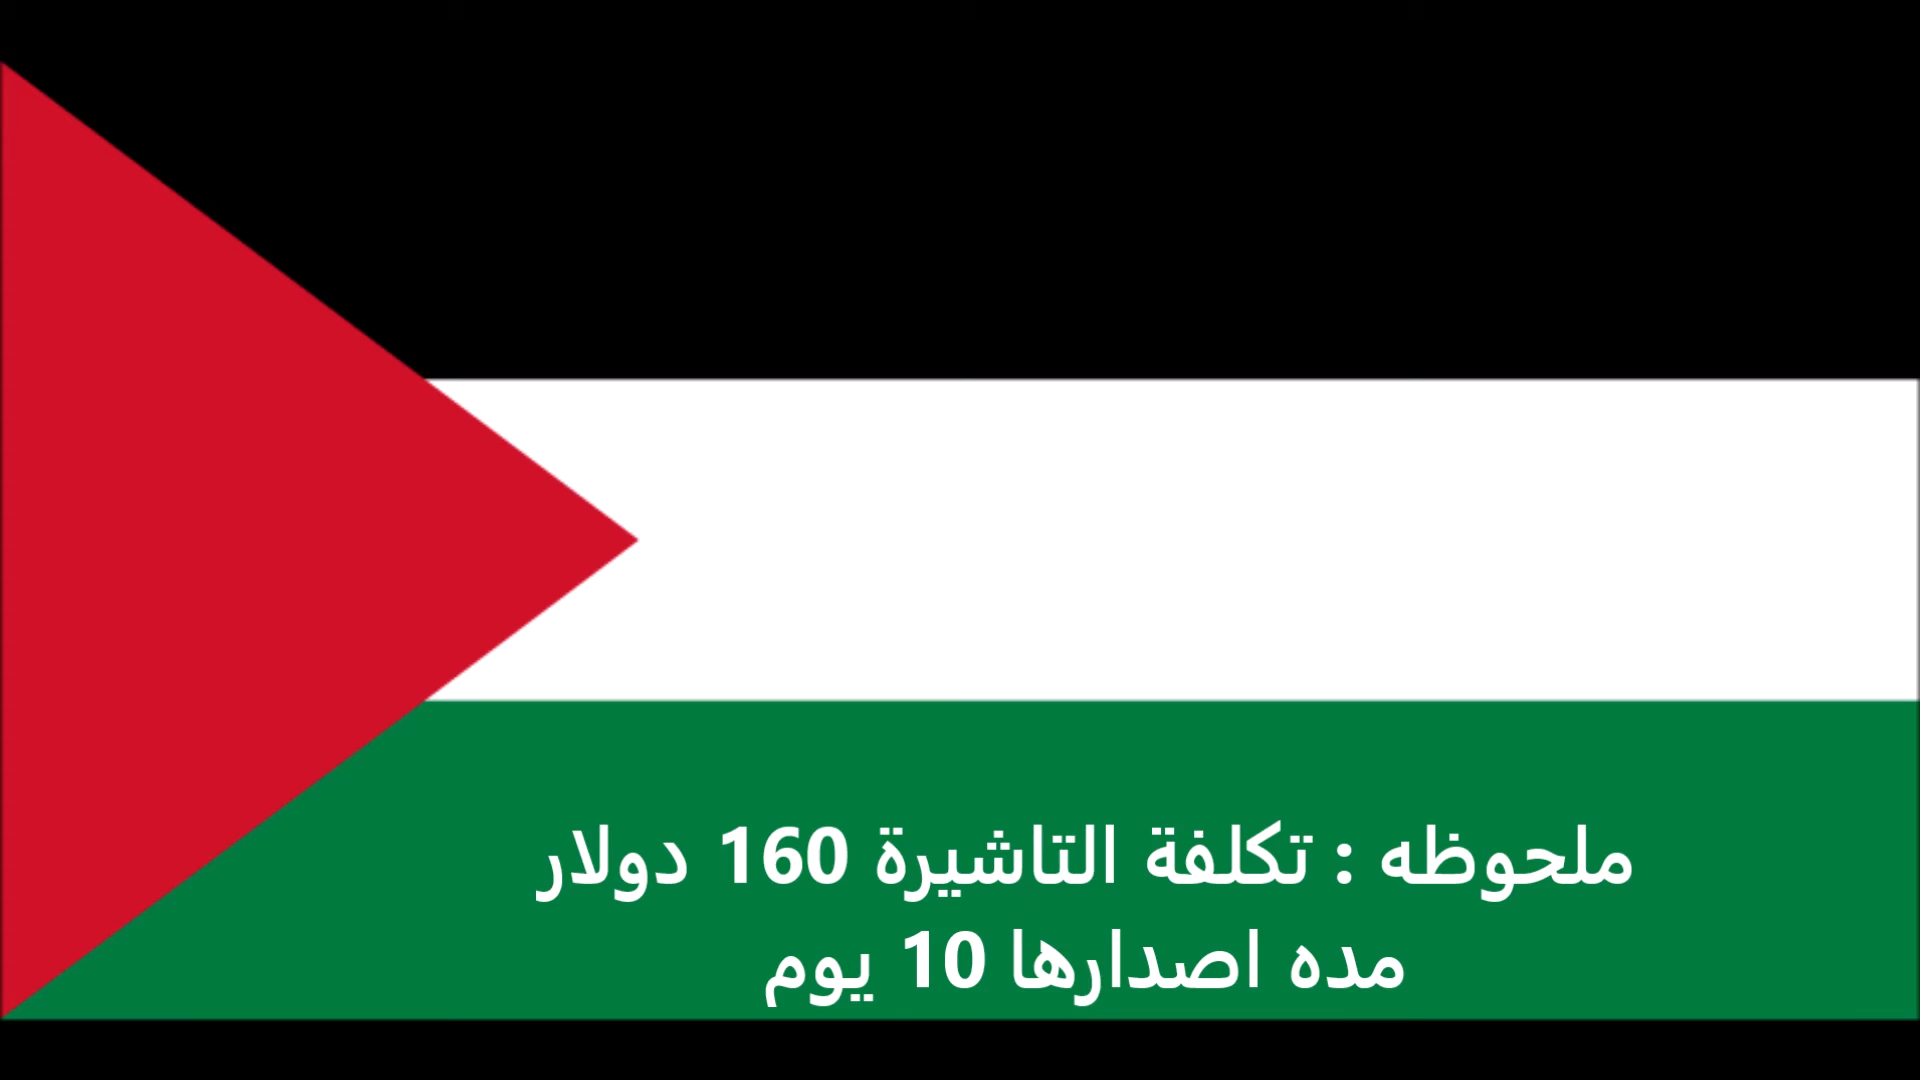 ملحوظه : تكلفة التاشيرة 160 دولار
مده اصدارها 10 يوم